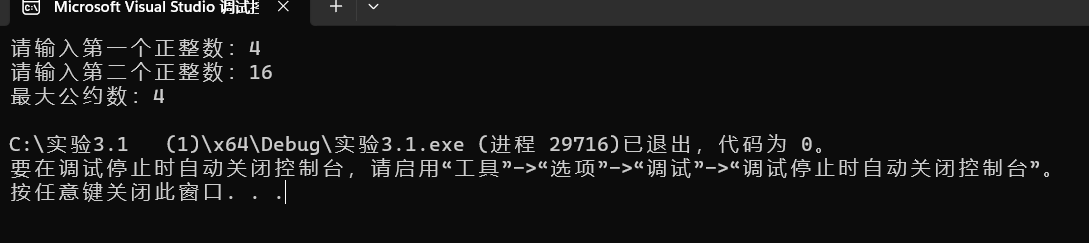 Microsoft Visual Studio 调试
请输入第一个正整数：4
请输入第二个正整数：16
最大公约数：4
C:\实验3.1   (1)\x64\Debug\实验3.1.exe (进程 29716)已退出，代码为 0。
要在调试停止时自动关闭控制台，请启用“工具”->“选项”->“调试”->“调试停止时自动关闭控制台”。
按任意键关闭此窗口. . .